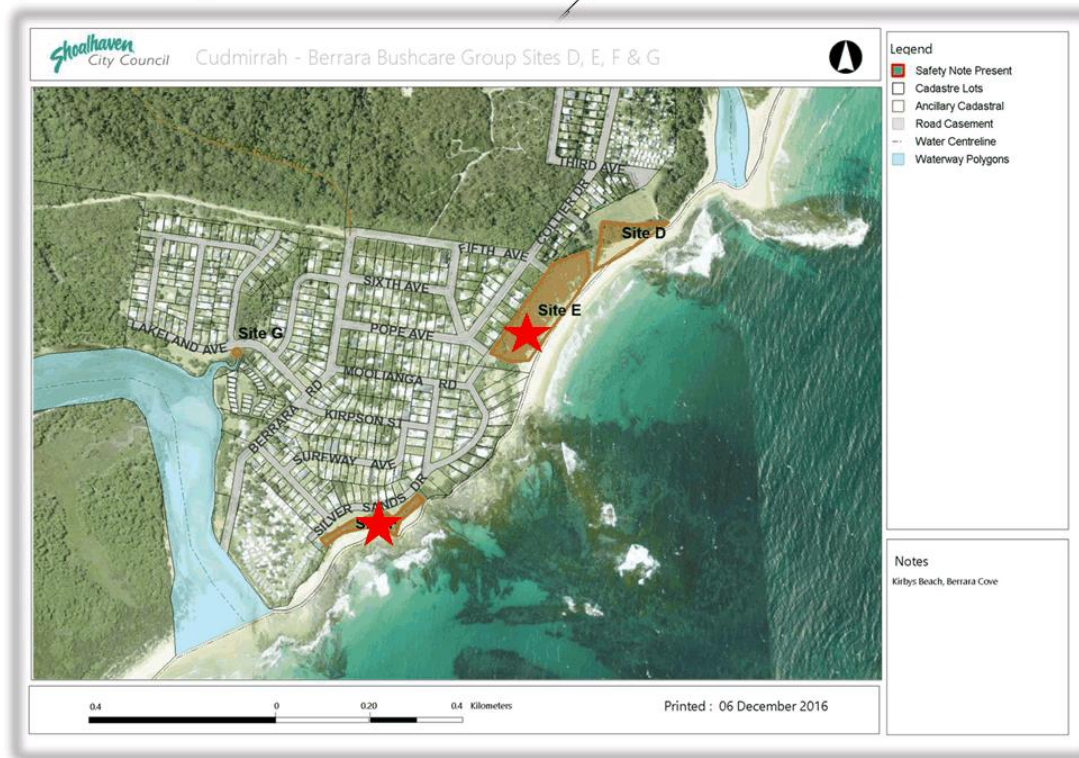 Shoalhaven
City Council
Cudmirrah - Berrara Bushcare Group Sites D, E, F & G
Legend
Safety Note Present
Cadastre Lots
Ancillary Cadastral
Road Casement
Water Centreline
Waterway Polygons
THIRD AVE
COLLIER DR
Site D
FIFTH AVE
SIXTH AVE
Site E
POPE AVE
Site G
LAKELAND AVE
MOOLIANGA RD
BERRARA RD
KIRPSON ST
SURFWAY AVE
SILVER SANDS DR
Notes
Kirbys Beach, Berrara Cove
0.4 0 0.20 0.4 Kilometers
Printed : 06 December 2016